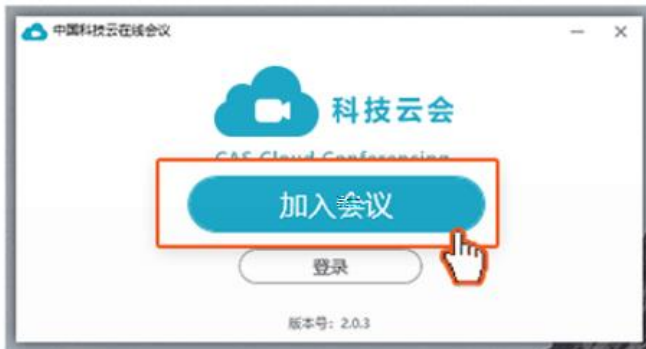 中国科技云在线会议
科技云会
CAS Cloud Conferencing
加入会议
登录
版本号：2.0.3